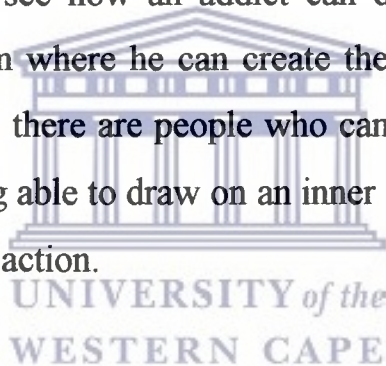 see how an addict can d
n where he can create the
there are people who can
g able to draw on an inner
action.
UNIVERSITY of the
WESTERN CAPE